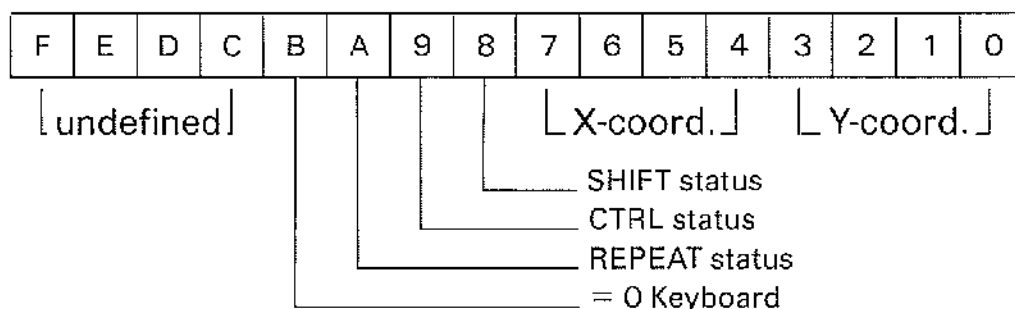 F E D C B A 9 8 7 6 5 4 3 2 1 0
undefined X-coord. Y-coord.
SHIFT status
CTRL status
REPEAT status
= 0 Keyboard